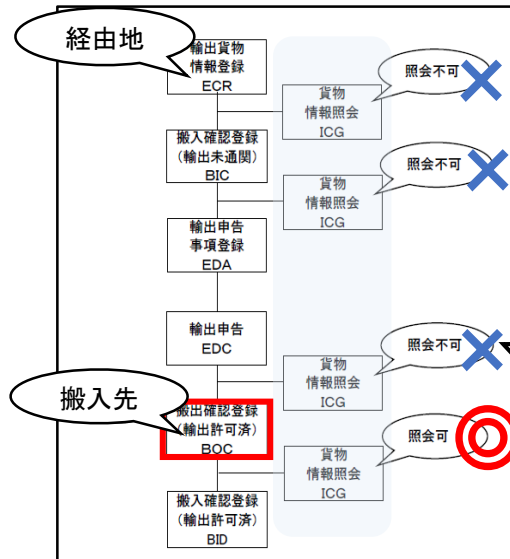 経由地
輸出貨物
情報登録
ECR
照会不可
貨物
情報照会
ICG
搬入確認登録
（輸出未通関）
BIC
照会不可
貨物
情報照会
ICG
輸出申告
事項登録
EDA
輸出申告
EDC
照会不可
貨物
情報照会
ICG
搬入先
搬出確認登録
（輸出許可済）
BOC
照会可
貨物
情報照会
ICG
搬入確認登録
（輸出許可済）
BID